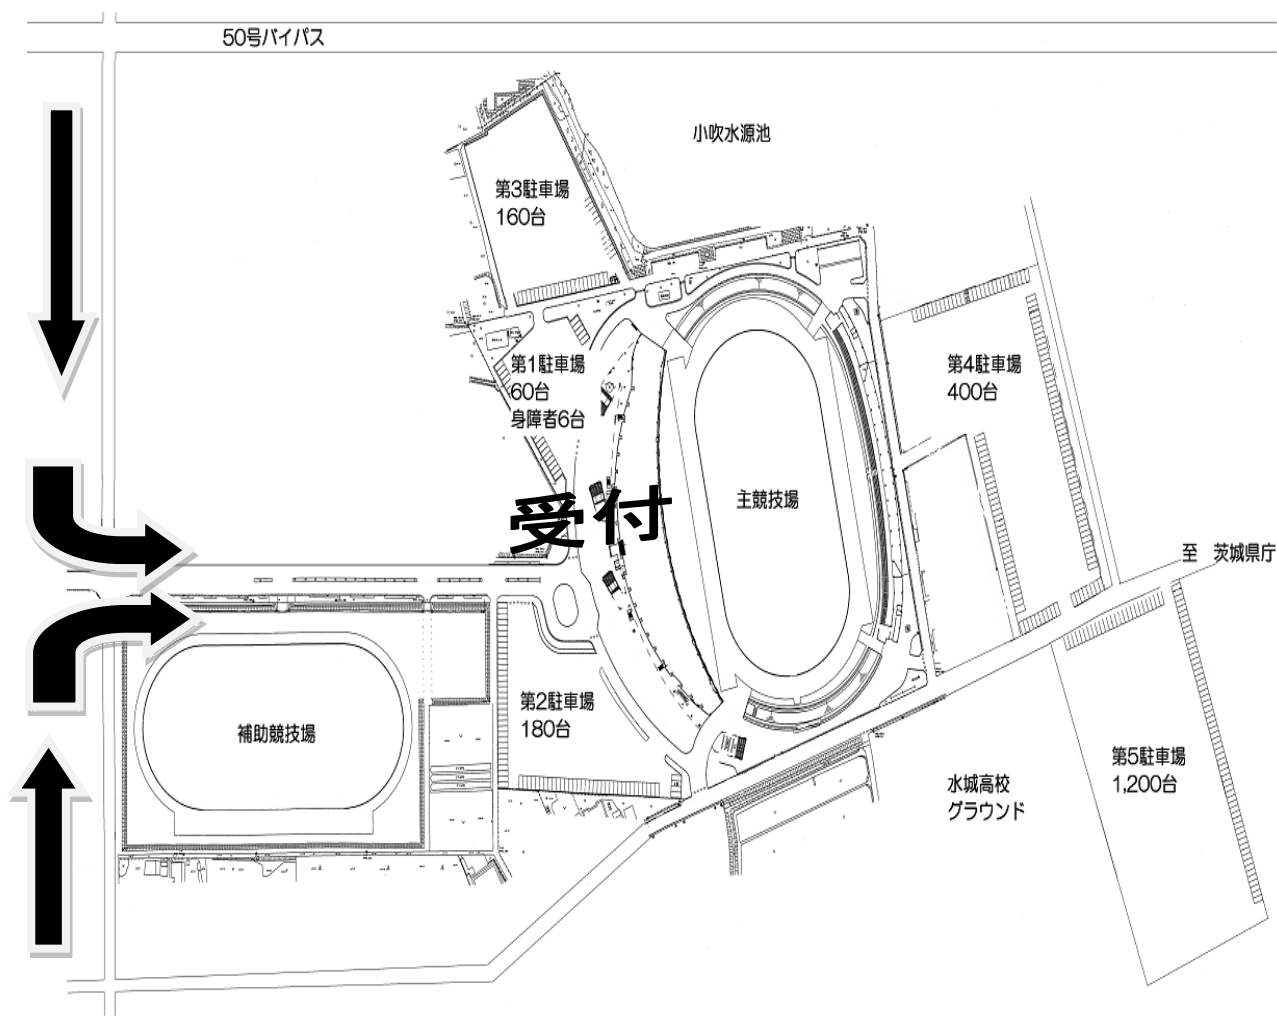 50号バイパス
小吹水源池
第3駐車場
160台
第1駐車場
60台
身障者6台
第4駐車場
400台
受付
主競技場
至 茨城県庁
第2駐車場
180台
補助競技場
水城高校
グラウンド
第5駐車場
1,200台